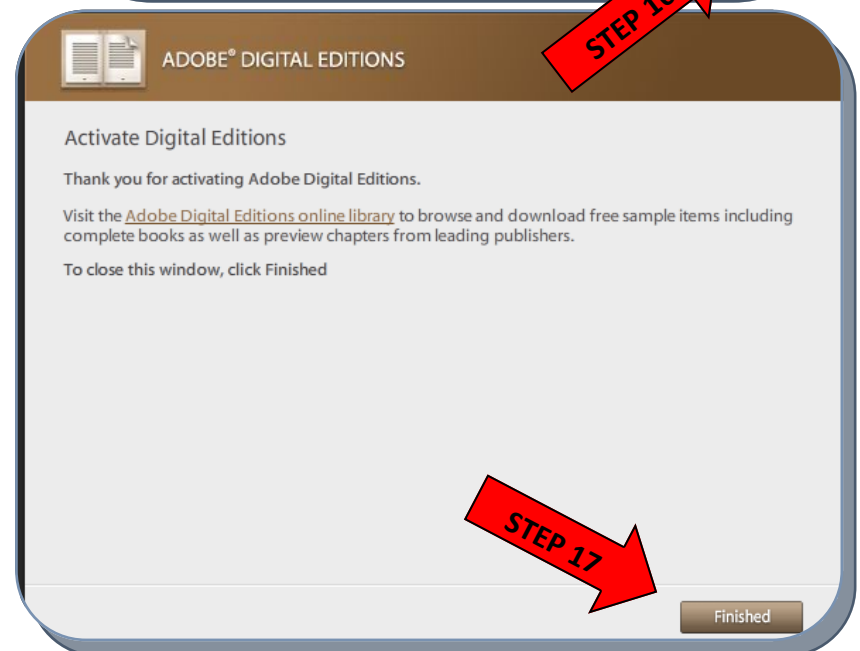 STEP 16
ADOBE® DIGITAL EDITIONS
Activate Digital Editions
Thank you for activating Adobe Digital Editions.
Visit the Adobe Digital Editions online library to browse and download free sample items including
complete books as well as preview chapters from leading publishers.
To close this window, click Finished
STEP 17
Finished